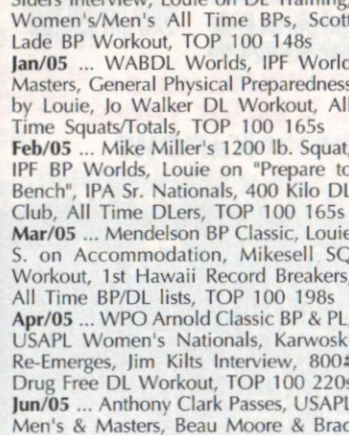 Siders Interview, Louie on DL Training,
Women's/Men's All Time BPs, Scott
Lade BP Workout, TOP 100 148s
Jan/05 ... WABDL Worlds, IPF World
Masters, General Physical Preparedness
by Louie, Jo Walker DL Workout, All
Time Squats/Totals, TOP 100 165s
Feb/05 ... Mike Miller's 1200 lb. Squat,
IPF BP Worlds, Louie on "Prepare to
Bench", IPA Sr. Nationals, 400 Kilo DL
Club, All Time DLers, TOP 100 165s
Mar/05 ... Mendelson BP Classic, Louie
S. on Accommodation, Mikesell SQ
Workout, 1st Hawaii Record Breakers,
All Time BP/DL lists, TOP 100 198s
Apr/05 ... WPO Arnold Classic BP & PL,
USAPL Women's Nationals, Karwoski
Re-Emerges, Jim Kilts Interview, 800#
Drug Free DL Workout, TOP 100 220s
Jun/05 ... Anthony Clark Passes, USAPL
Men's & Masters, Beau Moore & Brad